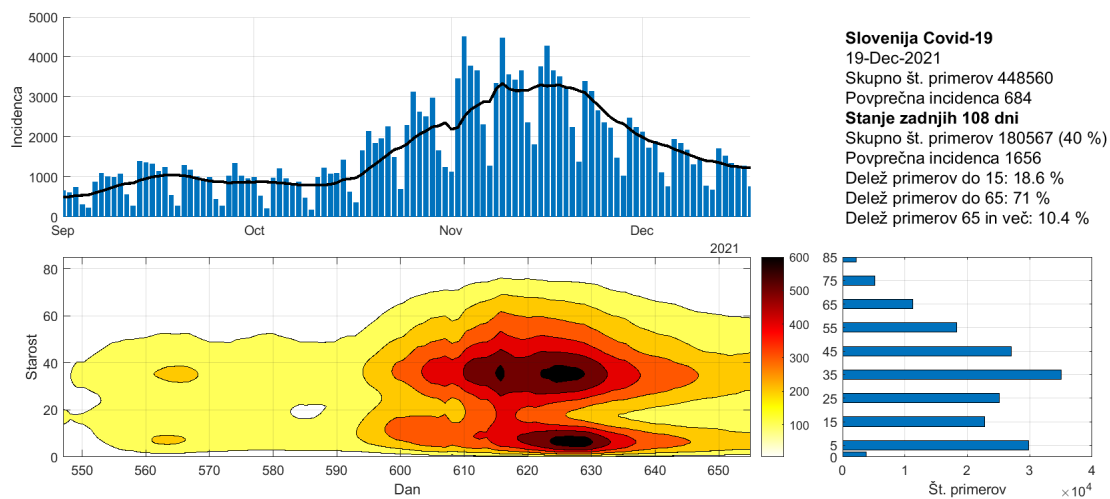 5000
4000
3000
2000
1000
0
Incidenca
Sep
Oct
Nov
Dec
2021
Slovenija Covid-19
19-Dec-2021
Skupno št. primerov 448560
Povprečna incidenca 684
Stanje zadnjih 108 dni
Skupno št. primerov 180567 (40 %)
Povprečna incidenca 1656
Delež primerov do 15: 18.6 %
Delež primerov do 65: 71 %
Delež primerov 65 in več: 10.4 %
80
60
40
20
0
Starost
550
560
570
580
590
600
610
620
630
640
650
Dan
600
500
400
300
200
100
85
75
65
55
45
35
25
15
5
0
0
1
2
3
4
Št. primerov
×10⁴